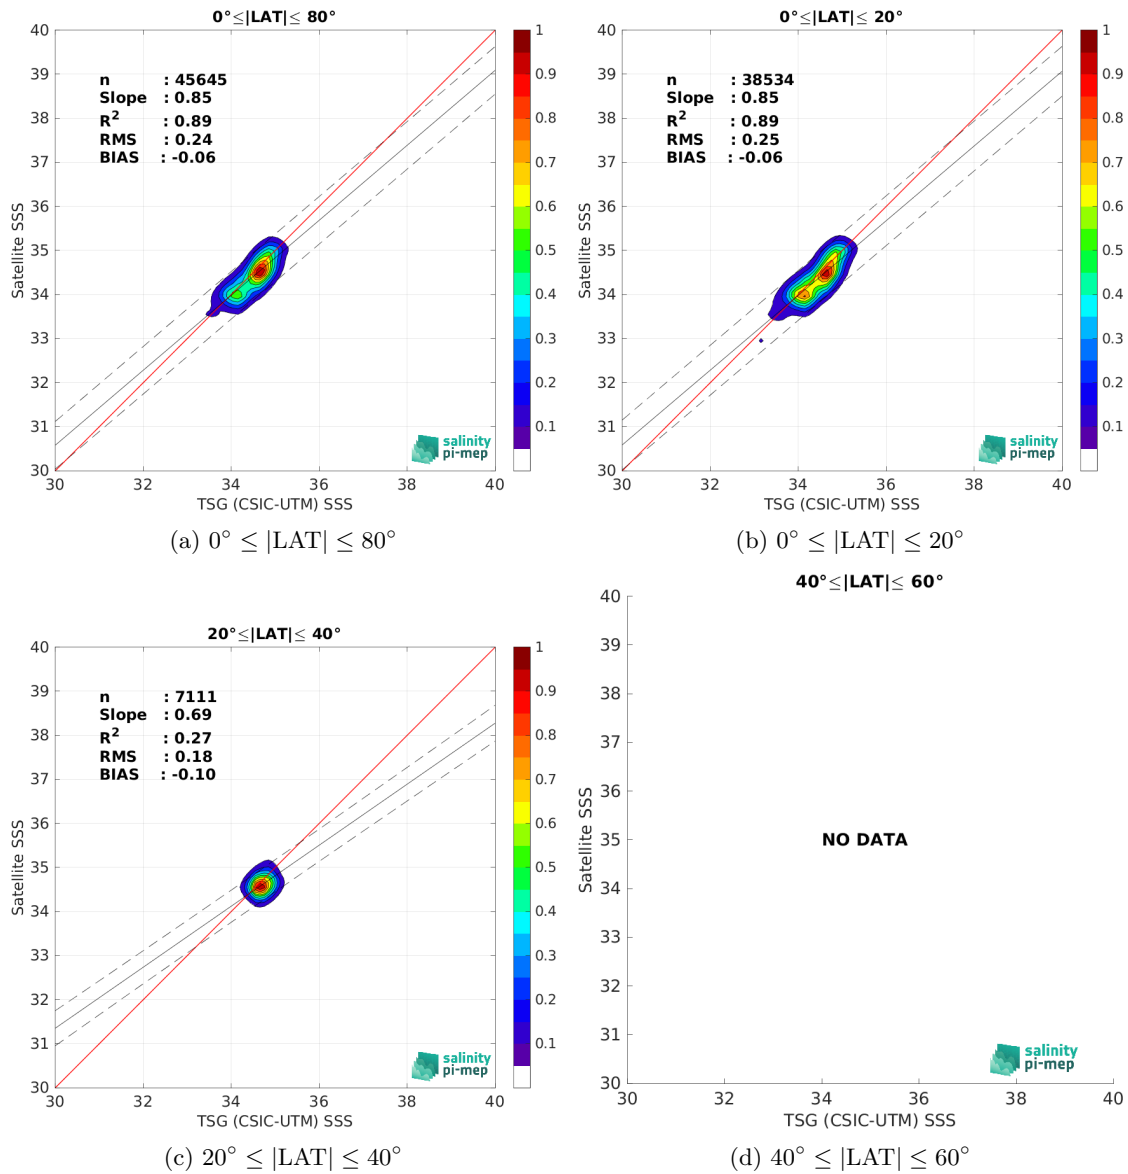 0°≤|LAT|≤ 80°
40
39
38
37
36
35
34
33
32
31
30
30
32
34
36
38
40
Satellite SSS
TSG (CSIC-UTM) SSS
n : 45645
Slope : 0.85
R² : 0.89
RMS : 0.24
BIAS : -0.06
1
0.9
0.8
0.7
0.6
0.5
0.4
0.3
0.2
0.1
salinity
pi-mep
(a) 0° ≤ |LAT| ≤ 80°
0°≤|LAT|≤ 20°
40
39
38
37
36
35
34
33
32
31
30
30
32
34
36
38
40
Satellite SSS
TSG (CSIC-UTM) SSS
n : 38534
Slope : 0.85
R² : 0.89
RMS : 0.25
BIAS : -0.06
1
0.9
0.8
0.7
0.6
0.5
0.4
0.3
0.2
0.1
salinity
pi-mep
(b) 0° ≤ |LAT| ≤ 20°
20°≤|LAT|≤ 40°
40
39
38
37
36
35
34
33
32
31
30
30
32
34
36
38
40
Satellite SSS
TSG (CSIC-UTM) SSS
n : 7111
Slope : 0.69
R² : 0.27
RMS : 0.18
BIAS : -0.10
1
0.9
0.8
0.7
0.6
0.5
0.4
0.3
0.2
0.1
salinity
pi-mep
(c) 20° ≤ |LAT| ≤ 40°
40°≤|LAT|≤ 60°
40
39
38
37
36
35
34
33
32
31
30
30
32
34
36
38
40
Satellite SSS
TSG (CSIC-UTM) SSS
NO DATA
salinity
pi-mep
(d) 40° ≤ |LAT| ≤ 60°